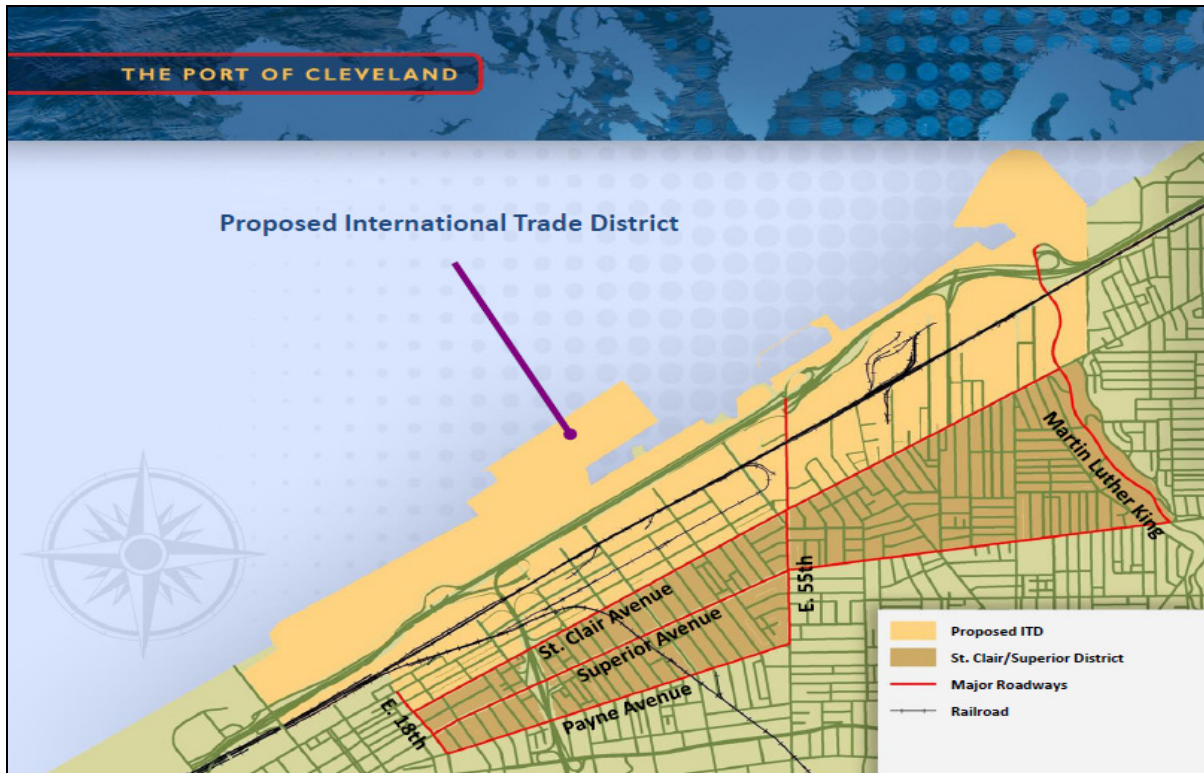 THE PORT OF CLEVELAND
Proposed International Trade District
Martin Luther King
E. 55th
St. Clair Avenue
Superior Avenue
Payne Avenue
E. 18th
Proposed ITD
St. Clair/Superior District
Major Roadways
Railroad